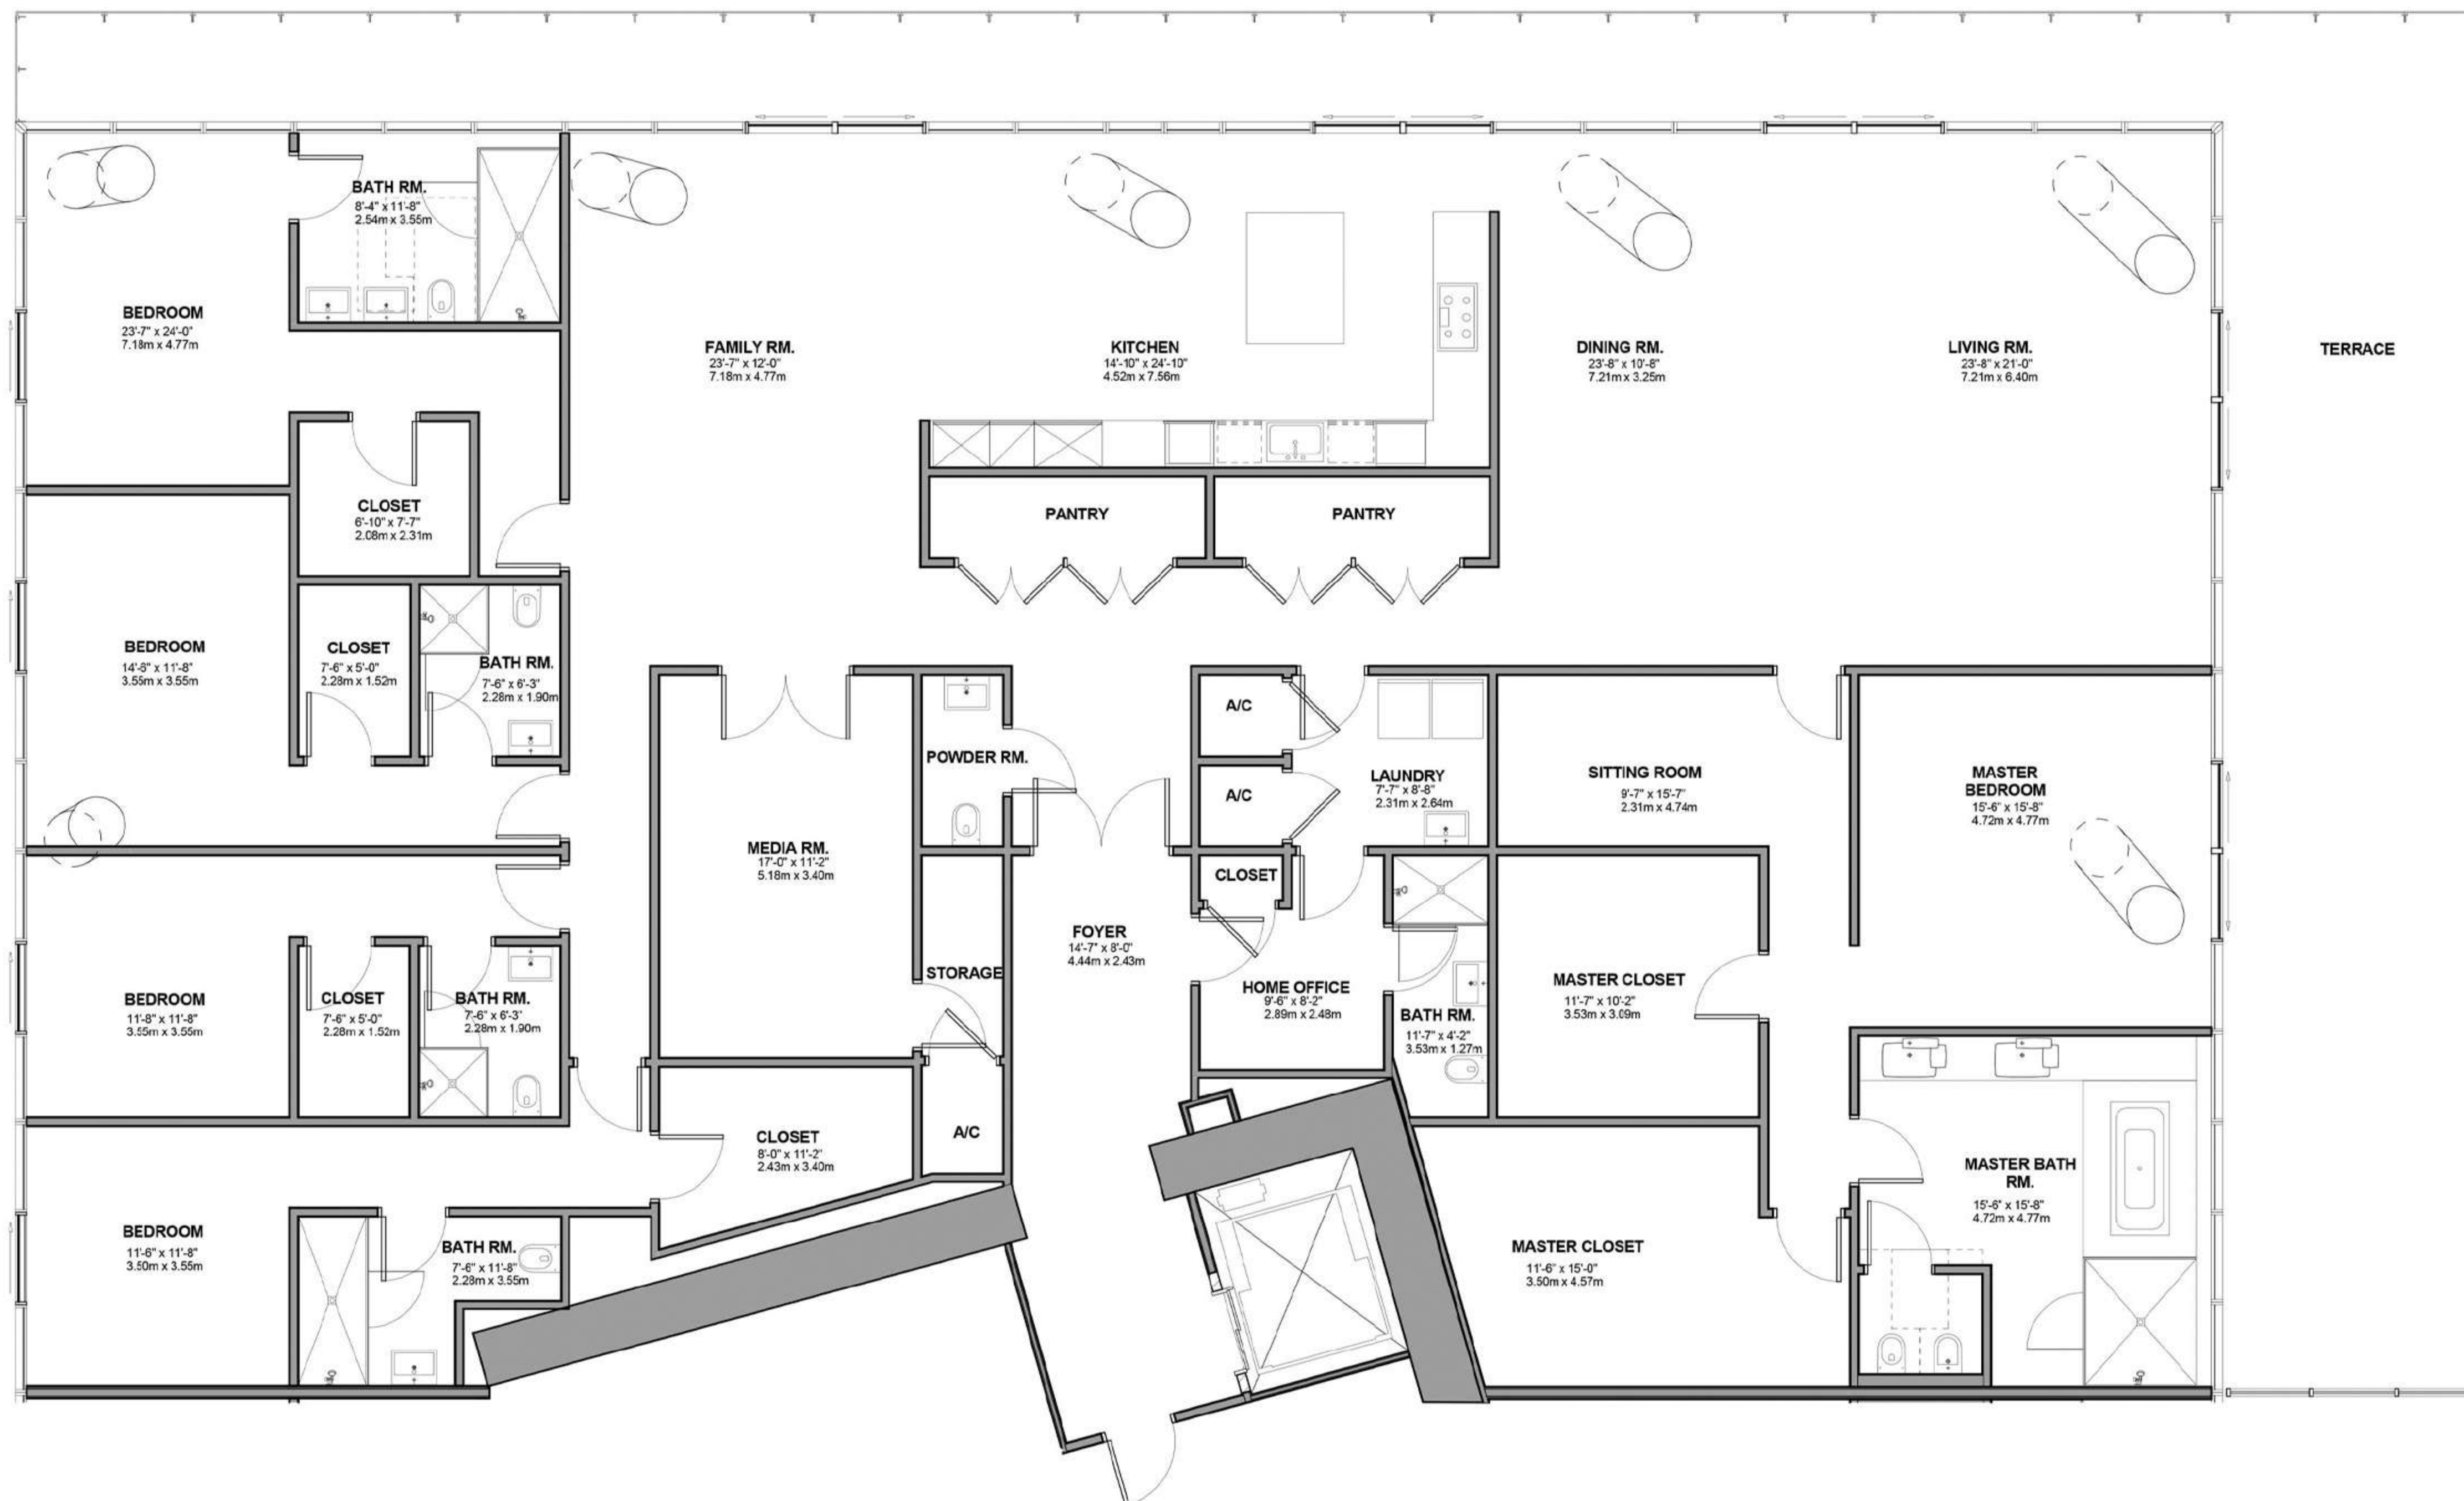 BATH RM.
8'-4" x 11'-8"
2.54m x 3.55m
BEDROOM
23'-7" x 24'-0"
7.18m x 4.77m
FAMILY RM.
23'-7" x 12'-0"
7.18m x 4.77m
KITCHEN
14'-10" x 24'-10"
4.52m x 7.56m
DINING RM.
23'-8" x 10'-8"
7.21m x 3.25m
LIVING RM.
23'-8" x 21'-0"
7.21m x 6.40m
TERRACE
CLOSET
6'-10" x 7'-7"
2.08m x 2.31m
PANTRY
PANTRY
BEDROOM
14'-6" x 11'-8"
3.55m x 3.55m
CLOSET
7'-6" x 5'-0"
2.28m x 1.52m
BATH RM.
7'-6" x 6'-3"
2.28m x 1.90m
A/C
POWDER RM.
A/C
LAUNDRY
7'-7" x 8'-8"
2.31m x 2.64m
SITTING ROOM
9'-7" x 15'-7"
2.31m x 4.74m
MASTER
BEDROOM
15'-6" x 15'-8"
4.72m x 4.77m
MEDIA RM.
17'-0" x 11'-2"
5.18m x 3.40m
CLOSET
FOYER
14'-7" x 8'-0"
4.44m x 2.43m
STORAGE
HOME OFFICE
9'-6" x 8'-2"
2.89m x 2.48m
BATH RM.
11'-7" x 4'-2"
3.53m x 1.27m
MASTER CLOSET
11'-7" x 10'-2"
3.53m x 3.09m
BEDROOM
11'-8" x 11'-8"
3.55m x 3.55m
CLOSET
7'-6" x 5'-0"
2.28m x 1.52m
BATH RM.
7'-6" x 6'-3"
2.28m x 1.90m
CLOSET
8'-0" x 11'-2"
2.43m x 3.40m
A/C
MASTER BATH
RM.
15'-6" x 15'-8"
4.72m x 4.77m
BEDROOM
11'-6" x 11'-8"
3.50m x 3.55m
BATH RM.
7'-6" x 11'-8"
2.28m x 3.55m
MASTER CLOSET
11'-6" x 15'-0"
3.50m x 4.57m